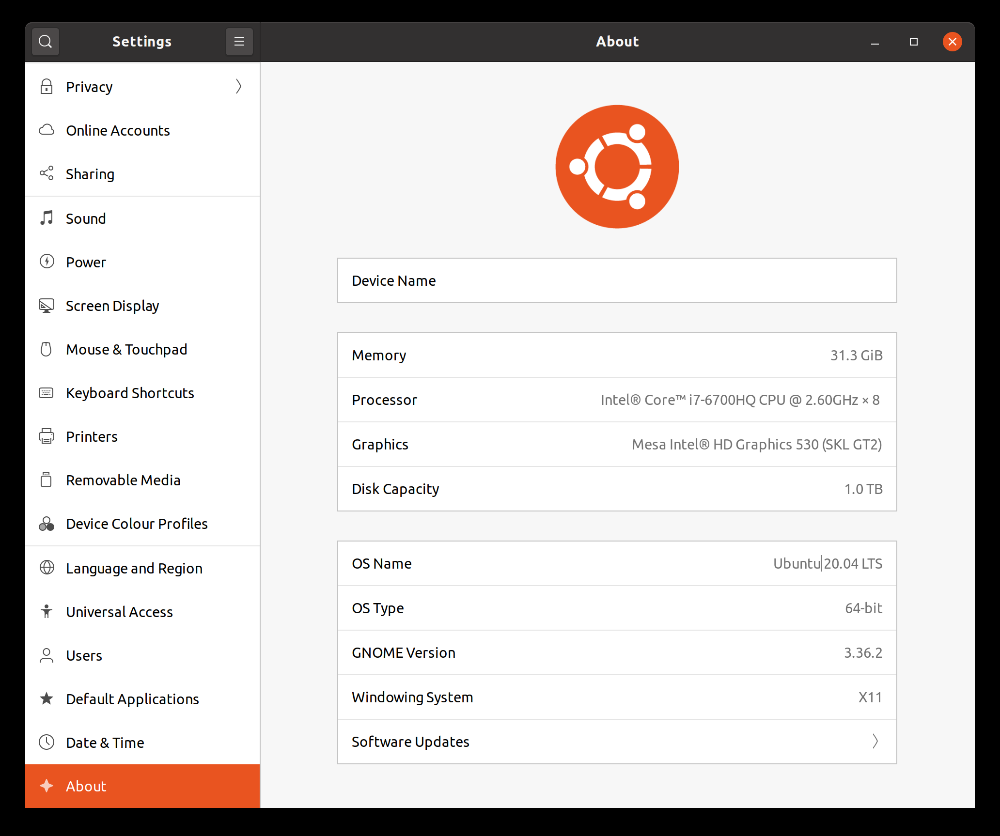 Settings
About
Privacy
Online Accounts
Sharing
Sound
Power
Screen Display
Mouse & Touchpad
Keyboard Shortcuts
Printers
Removable Media
Device Colour Profiles
Language and Region
Universal Access
Users
Default Applications
Date & Time
About
Device Name
Memory 31.3 GiB
Processor Intel® Core™ i7-6700HQ CPU @ 2.60GHz × 8
Graphics Mesa Intel® HD Graphics 530 (SKL GT2)
Disk Capacity 1.0 TB
OS Name Ubuntu 20.04 LTS
OS Type 64-bit
GNOME Version 3.36.2
Windowing System X11
Software Updates